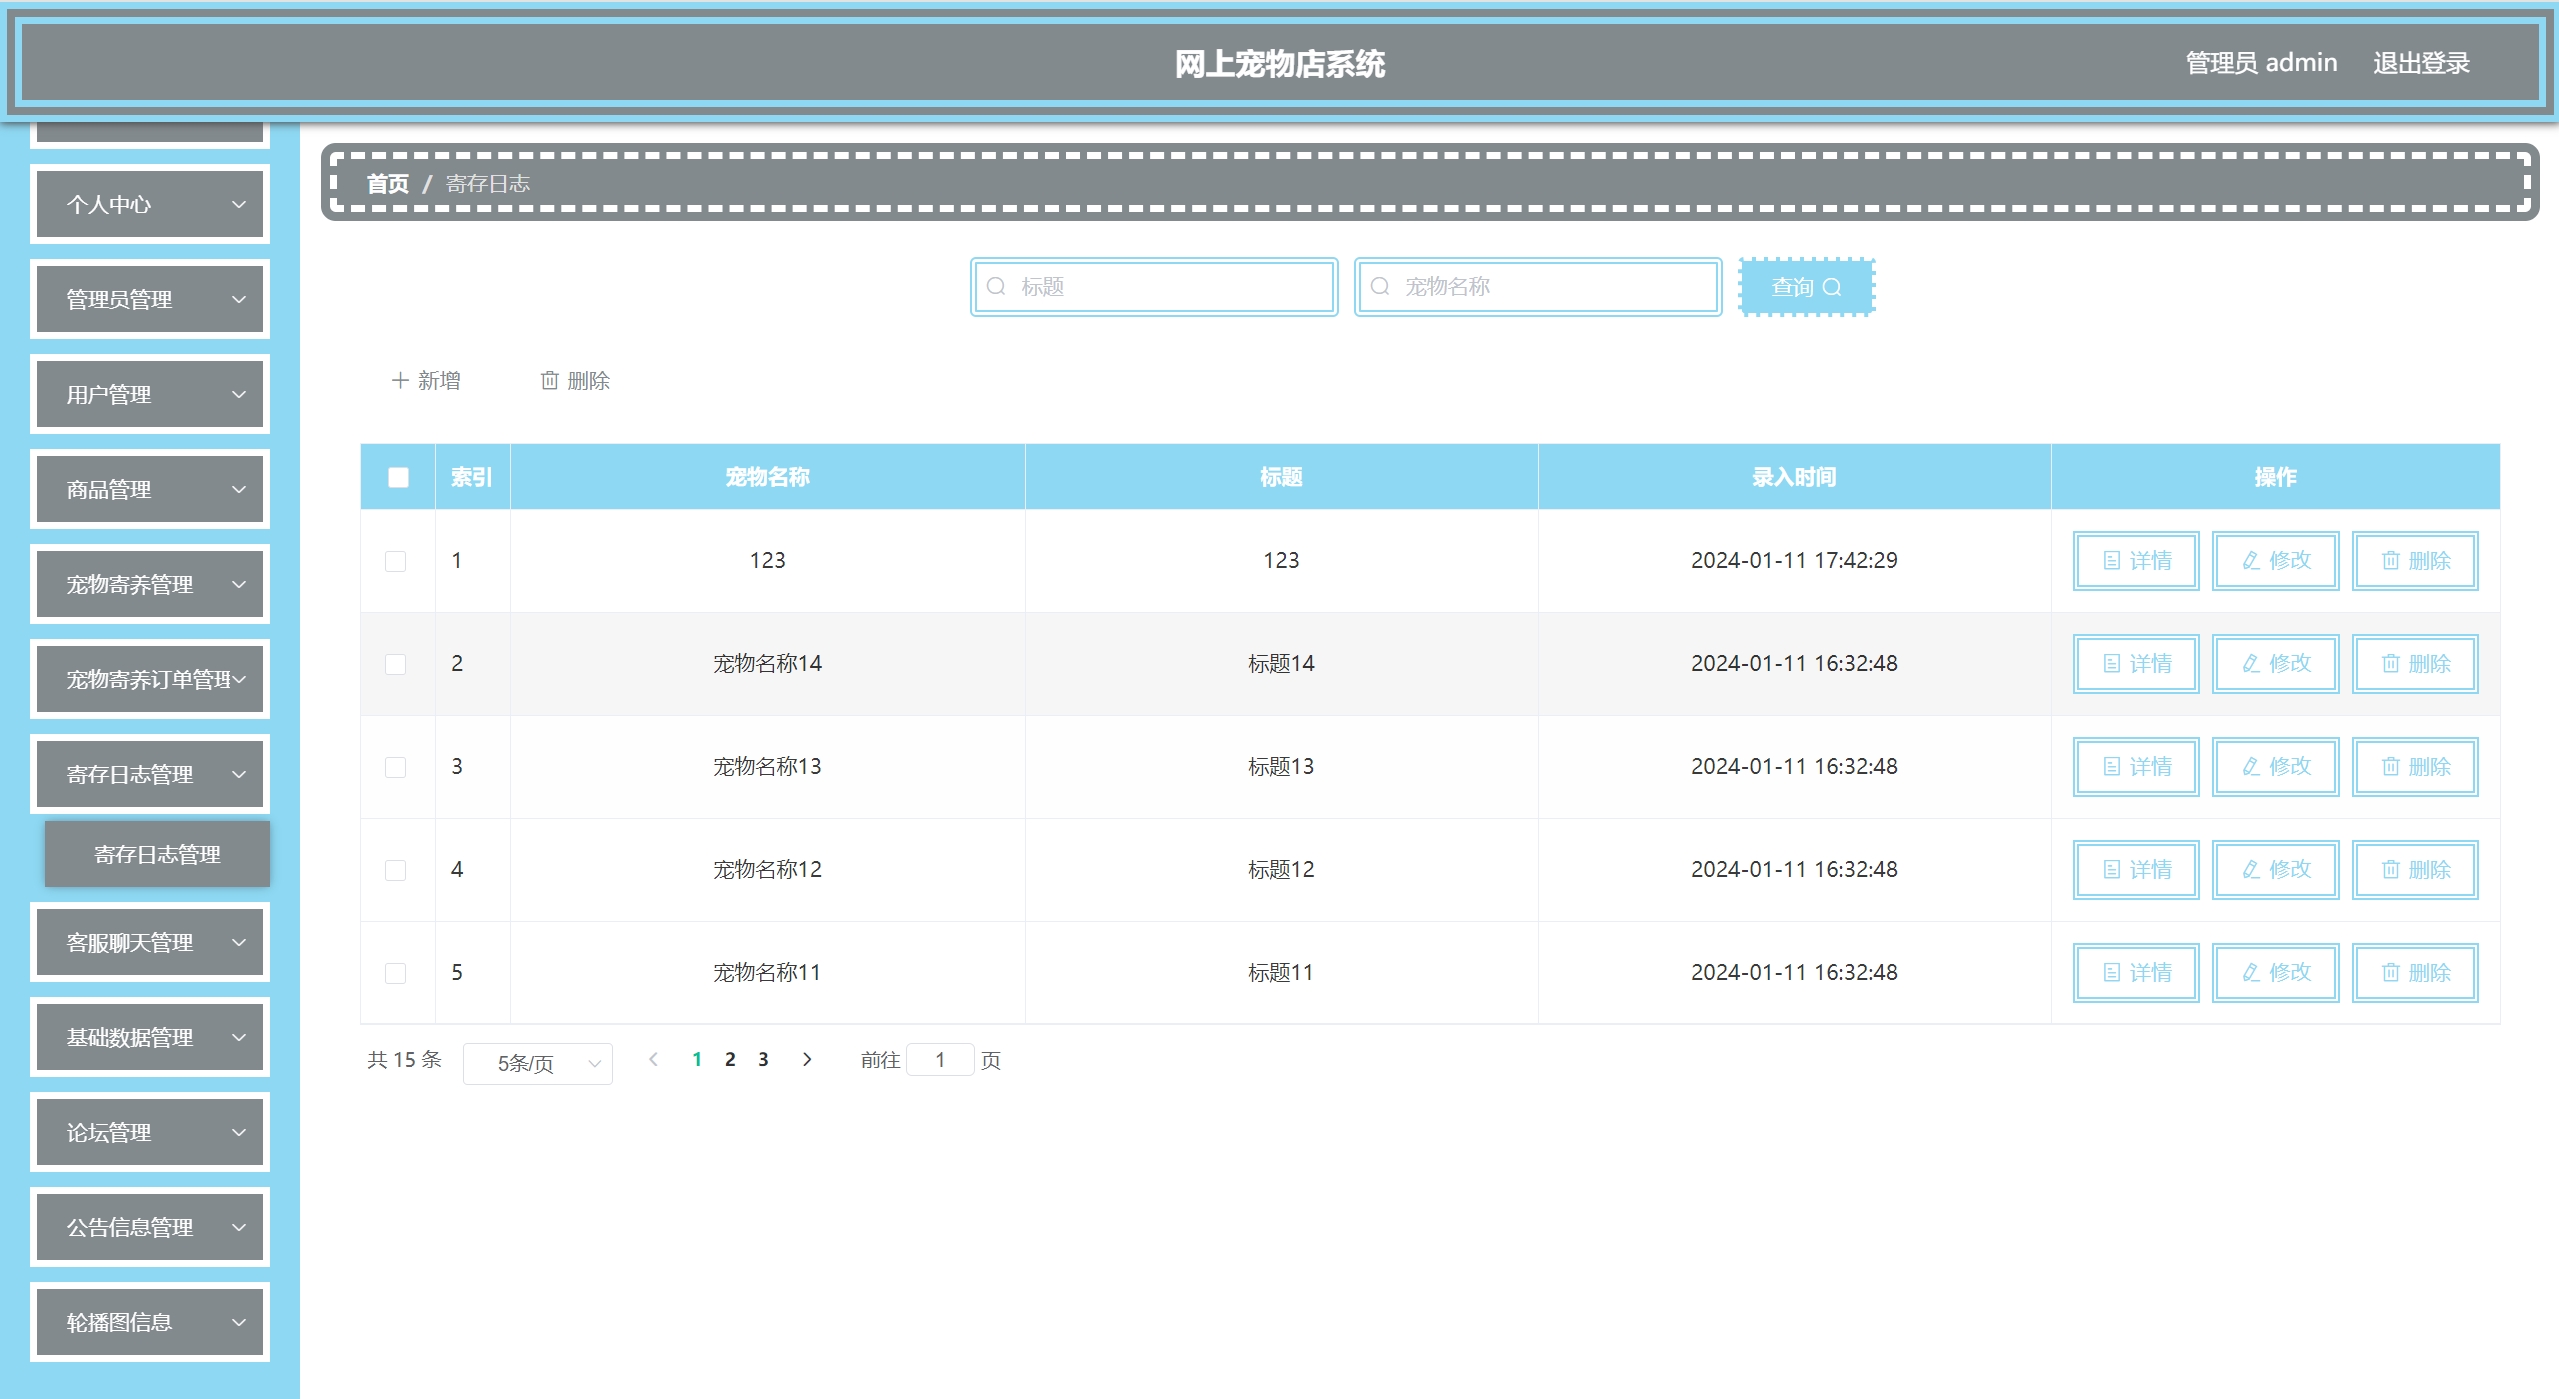 网上宠物店系统
管理员 admin
退出登录
个人中心
管理员管理
用户管理
商品管理
宠物寄养管理
宠物寄养订单管理
寄存日志管理
寄存日志管理
客服聊天管理
基础数据管理
论坛管理
公告信息管理
轮播图信息
首页 / 寄存日志
标题
宠物名称
查询
新增
删除
索引 宠物名称 标题 录入时间 操作
1 123 123 2024-01-11 17:42:29 详情 修改 删除
2 宠物名称14 标题14 2024-01-11 16:32:48 详情 修改 删除
3 宠物名称13 标题13 2024-01-11 16:32:48 详情 修改 删除
4 宠物名称12 标题12 2024-01-11 16:32:48 详情 修改 删除
5 宠物名称11 标题11 2024-01-11 16:32:48 详情 修改 删除
共 15 条 5条/页 1 2 3 前往 1 页